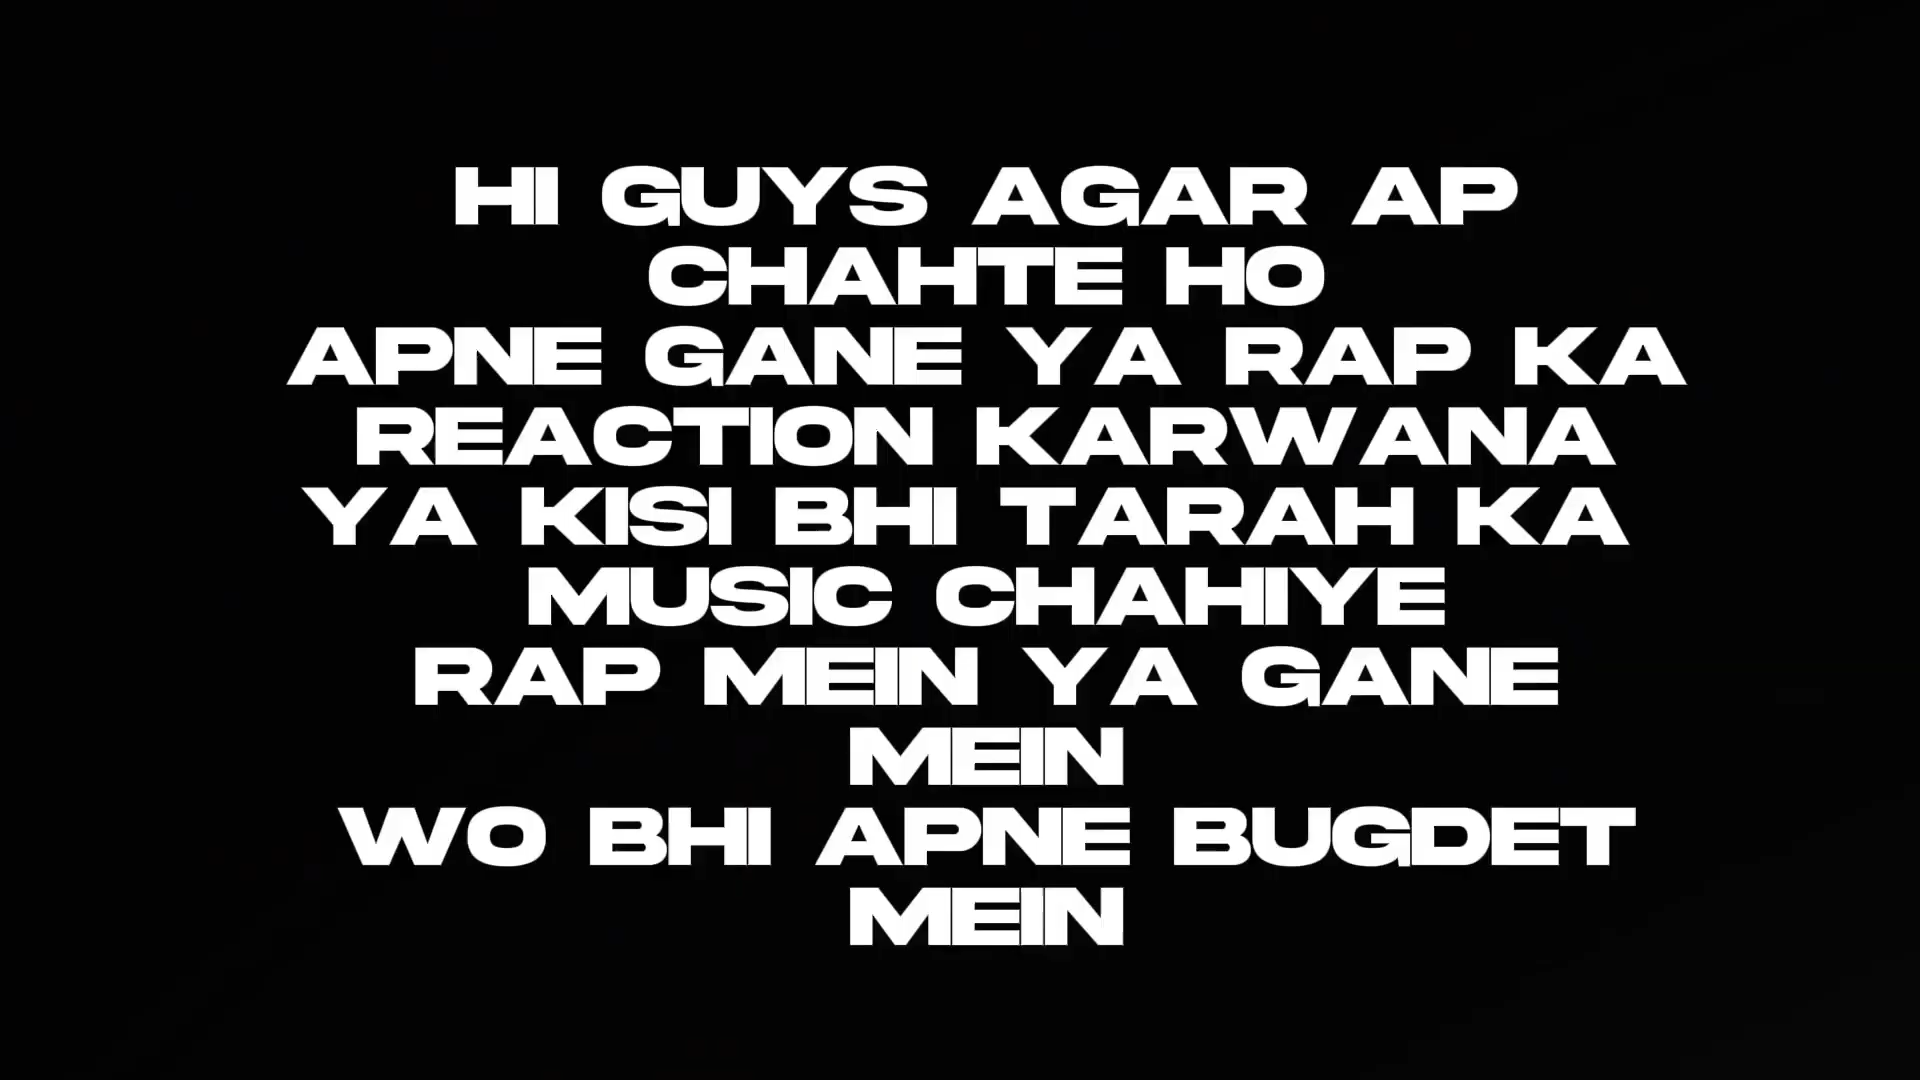 HI GUYS AGAR AP
CHAHTE HO
APNE GANE YA RAP KA
REACTION KARWANA
YA KISI BHI TARAH KA
MUSIC CHAHIYE
RAP MEIN YA GANE
MEIN
WO BHI APNE BUGDET
MEIN